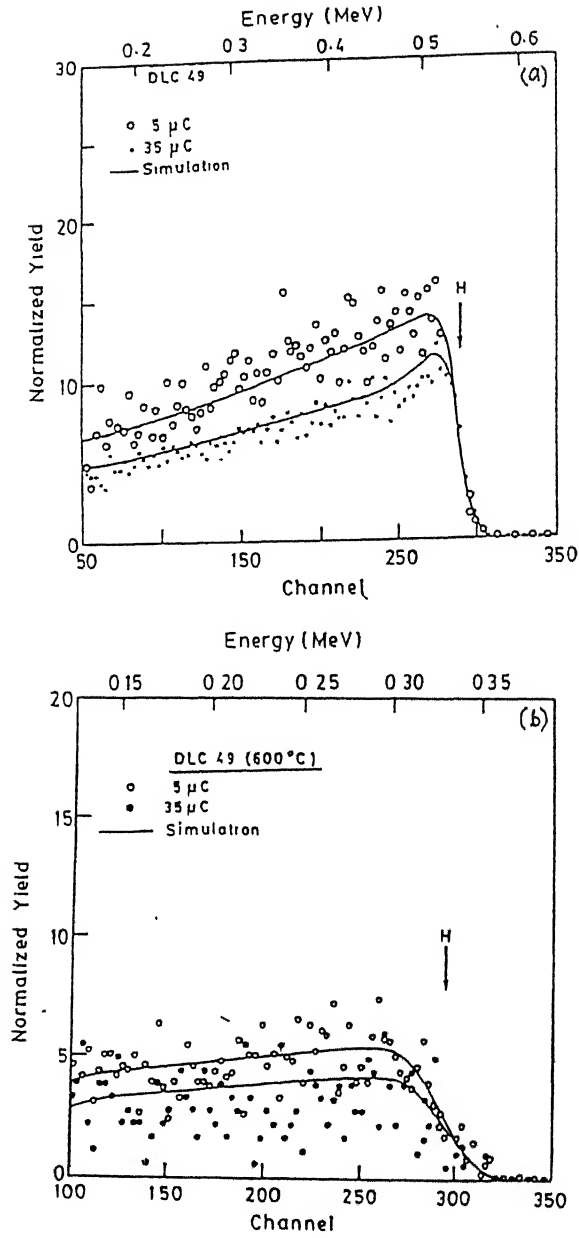 Energy (MeV)
0.2 0.3 0.4 0.5 0.6
(a)
30
DLC 49
5 μC
35 μC
Simulation
20
10
0
Normalized Yield
H
50 150 250 350
Channel
Energy (MeV)
0.15 0.20 0.25 0.30 0.35
(b)
20
DLC 49 (600°C)
5 μC
35 μC
Simulation
15
10
5
0
Normalized Yield
H
100 150 200 250 300 350
Channel